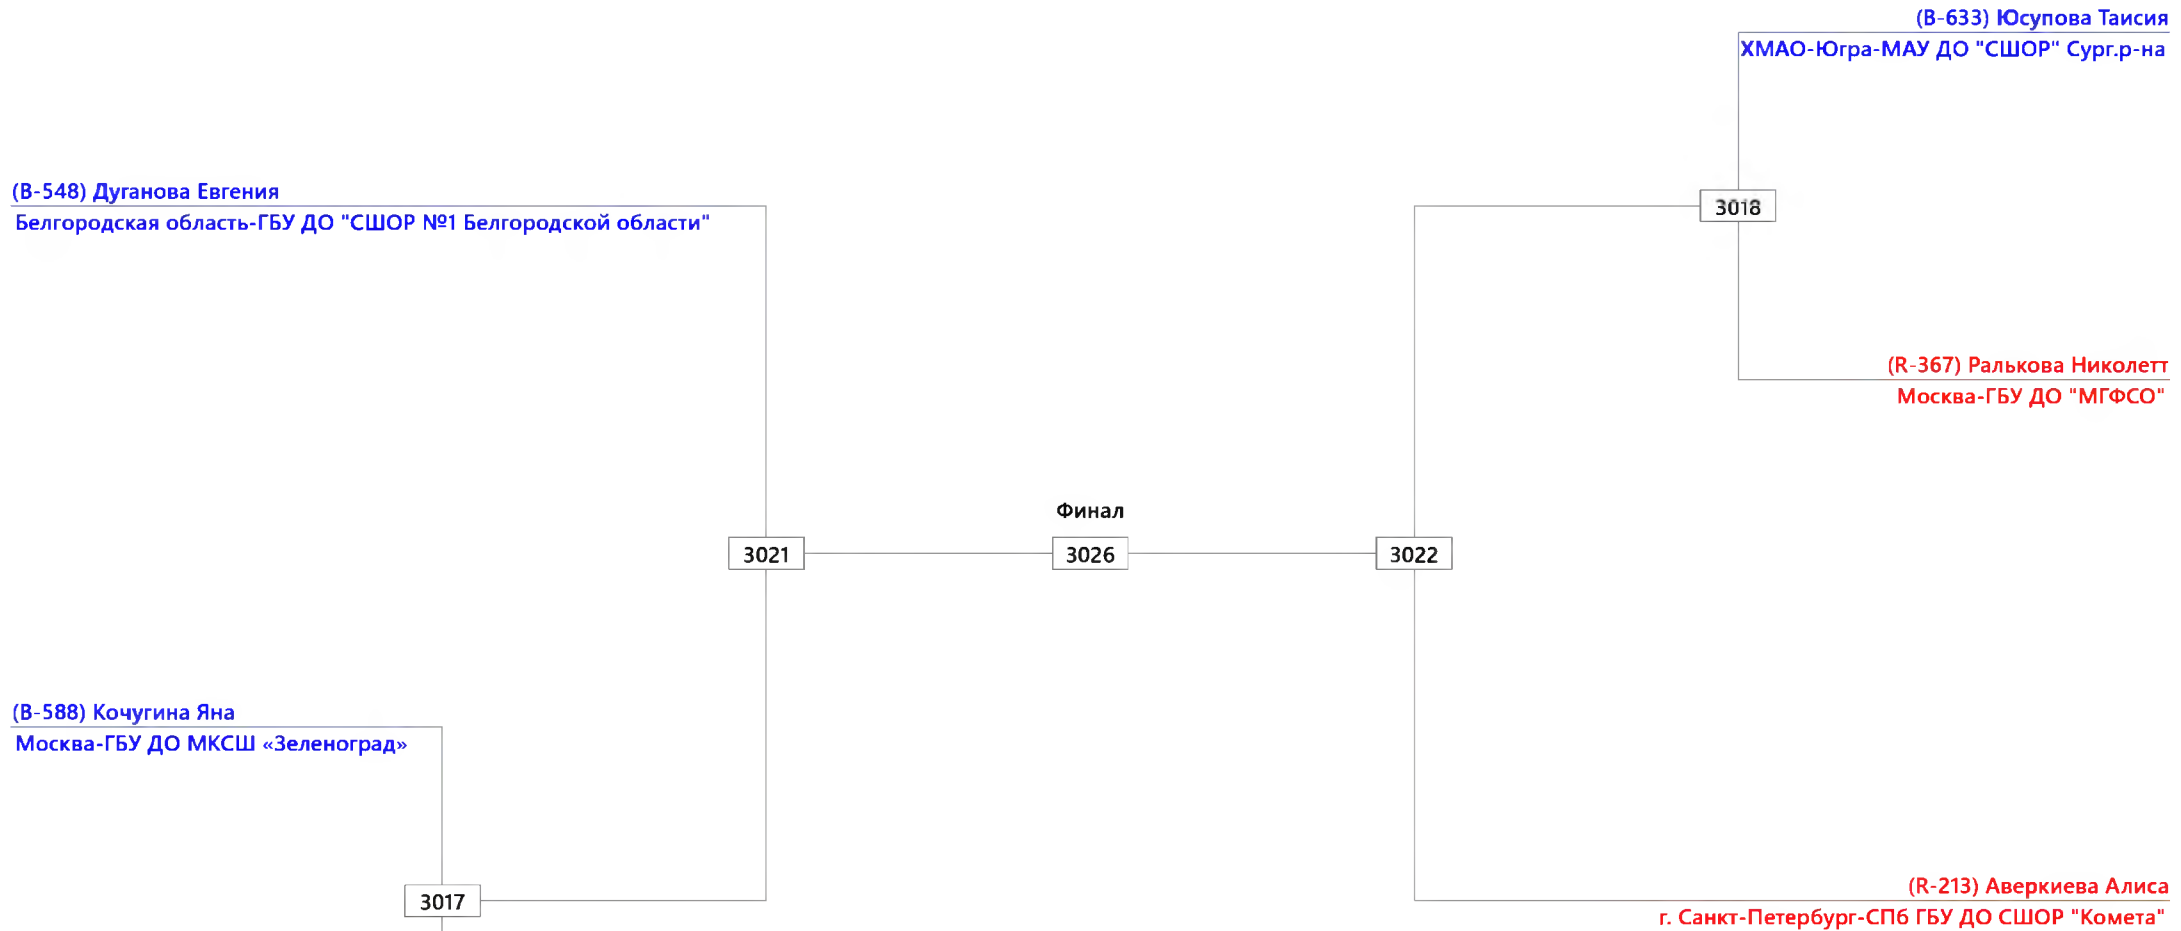 (B-633) Юсупова Таисия
ХМАО-Югра-МАУ ДО "СШОР" Сург.р-на
(B-548) Дуганова Евгения
Белгородская область-ГБУ ДО "СШОР №1 Белгородской области"
3018
(R-367) Ралькова Николетт
Москва-ГБУ ДО "МГФСО"
Финал
3021
3026
3022
(B-588) Кочугина Яна
Москва-ГБУ ДО МКСШ «Зеленоград»
3017
(R-213) Аверкиева Алиса
г. Санкт-Петербург-СПб ГБУ ДО СШОР "Комета"